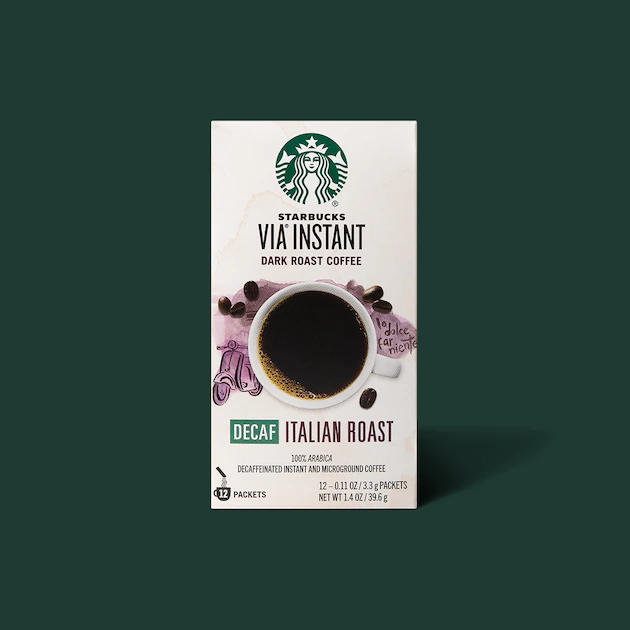 ®
STARBUCKS
VIA® INSTANT
DARK ROAST COFFEE
la dolce
far niente
DECAF ITALIAN ROAST
100% ARABICA
DECAFFEINATED INSTANT AND MICROGROUND COFFEE
12 PACKETS
12 – 0.11 OZ / 3.3 g PACKETS
NET WT 1.4 OZ / 39.6 g